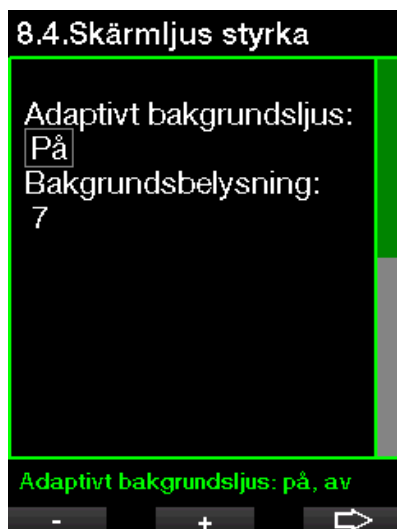 8.4.Skärmljus styrka
Adaptivt bakgrundsljus:
På
Bakgrundsbelysning:
7
Adaptivt bakgrundsljus: på, av
- +